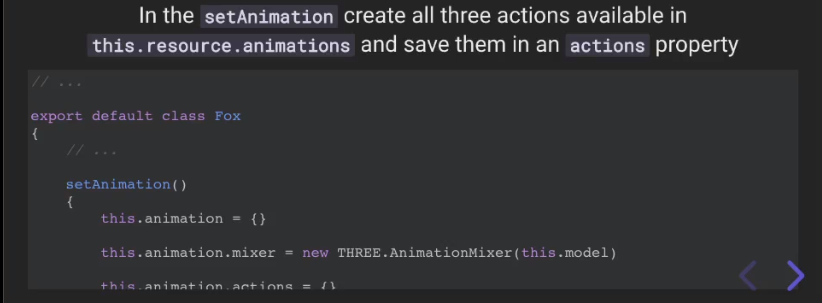 In the setAnimation create all three actions available in
this.resource.animations and save them in an actions property
// ...
export default class Fox
{
// ...
setAnimation()
{
this.animation = {}
this.animation.mixer = new THREE.AnimationMixer(this.model)
this.animation.actions = {}